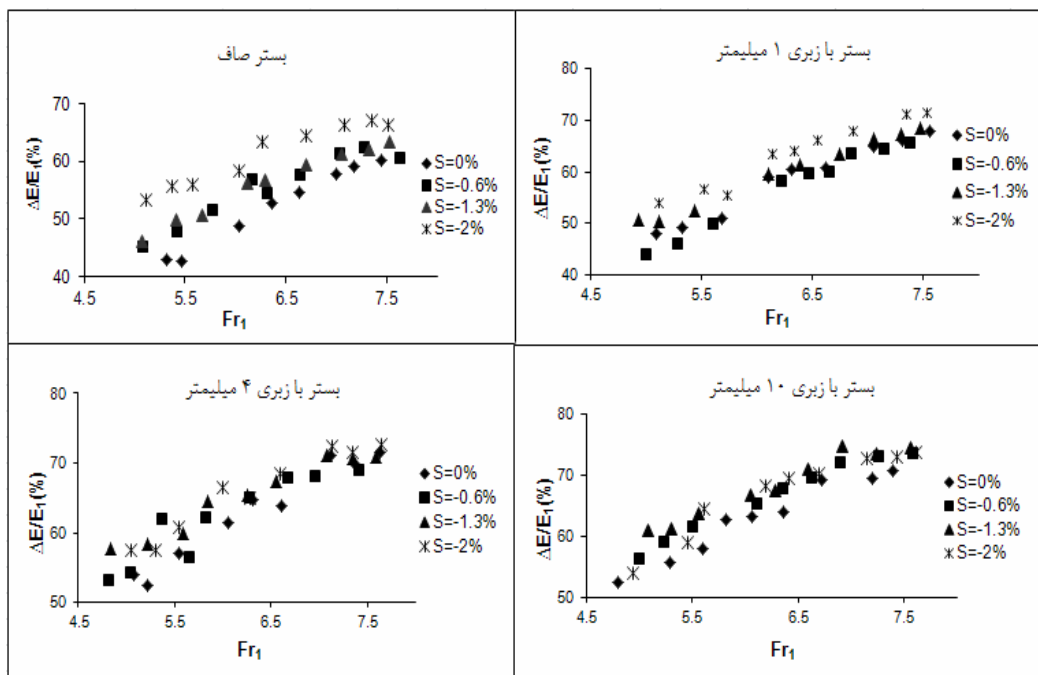 بستر صاف
ΔE/E₁(%)
70
60
50
40
4.5 5.5 6.5 7.5
Fr₁
S=0%
S=-0.6%
S=-1.3%
S=-2%
بستر با زبری ۱ میلیمتر
ΔE/E₁(%)
80
70
60
50
40
4.5 5.5 6.5 7.5
Fr₁
S=0%
S=-0.6%
S=-1.3%
S=-2%
بستر با زبری ۴ میلیمتر
ΔE/E₁(%)
80
70
60
50
4.5 5.5 6.5 7.5
Fr₁
S=0%
S=-0.6%
S=-1.3%
S=-2%
بستر با زبری ۱۰ میلیمتر
ΔE/E₁(%)
80
70
60
50
4.5 5.5 6.5 7.5
Fr₁
S=0%
S=-0.6%
S=-1.3%
S=-2%